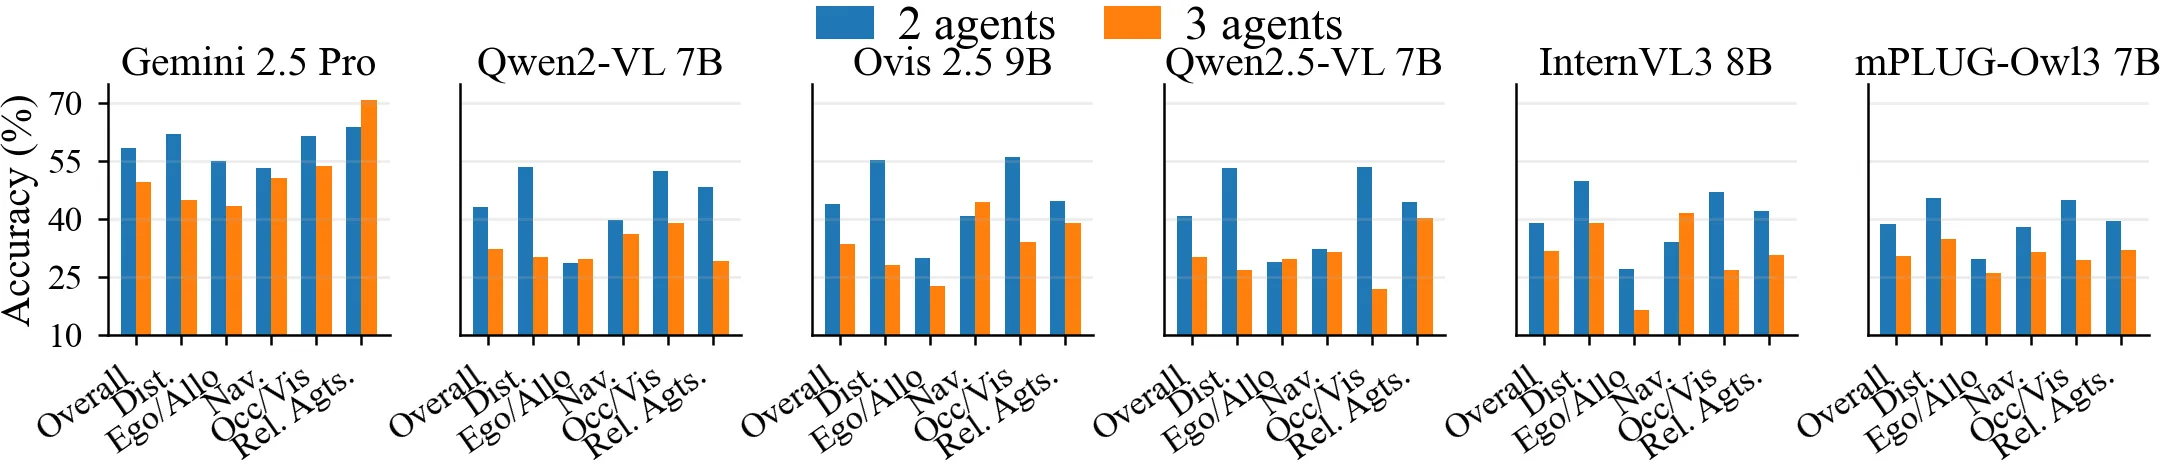 2 agents 3 agents
Gemini 2.5 Pro Qwen2-VL 7B Ovis 2.5 9B Qwen2.5-VL 7B InternVL3 8B mPLUG-Owl3 7B
Accuracy (%)
70
55
40
25
10
Overall Dist. Ego/Allo Nav. Occ/Vis Rel. Agts.
Overall Dist. Ego/Allo Nav. Occ/Vis Rel. Agts.
Overall Dist. Ego/Allo Nav. Occ/Vis Rel. Agts.
Overall Dist. Ego/Allo Nav. Occ/Vis Rel. Agts.
Overall Dist. Ego/Allo Nav. Occ/Vis Rel. Agts.
Overall Dist. Ego/Allo Nav. Occ/Vis Rel. Agts.